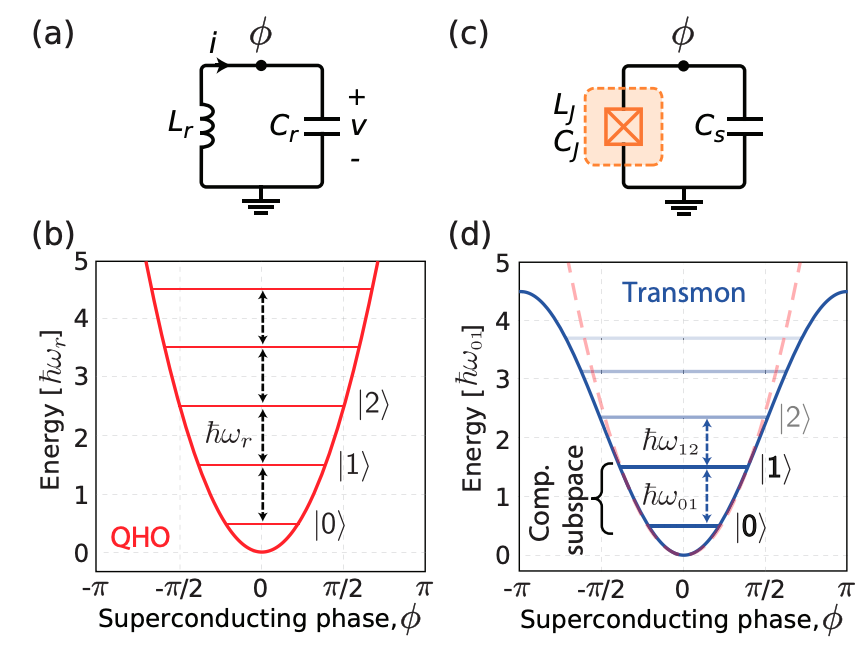 (a)
i
ϕ
L_r
C_r
+
v
-
(b)
5
4
3
2
1
0
Energy [ℏω_r]
ℏω_r
|2⟩
|1⟩
|0⟩
QHO
-π
-π/2
0
π/2
π
Superconducting phase, ϕ
(c)
ϕ
L_J
C_J
C_s
(d)
5
4
3
2
1
0
Energy [ℏω_01]
Transmon
|2⟩
ℏω_12
|1⟩
ℏω_01
|0⟩
Comp.
subspace
-π
-π/2
0
π/2
π
Superconducting phase, ϕ